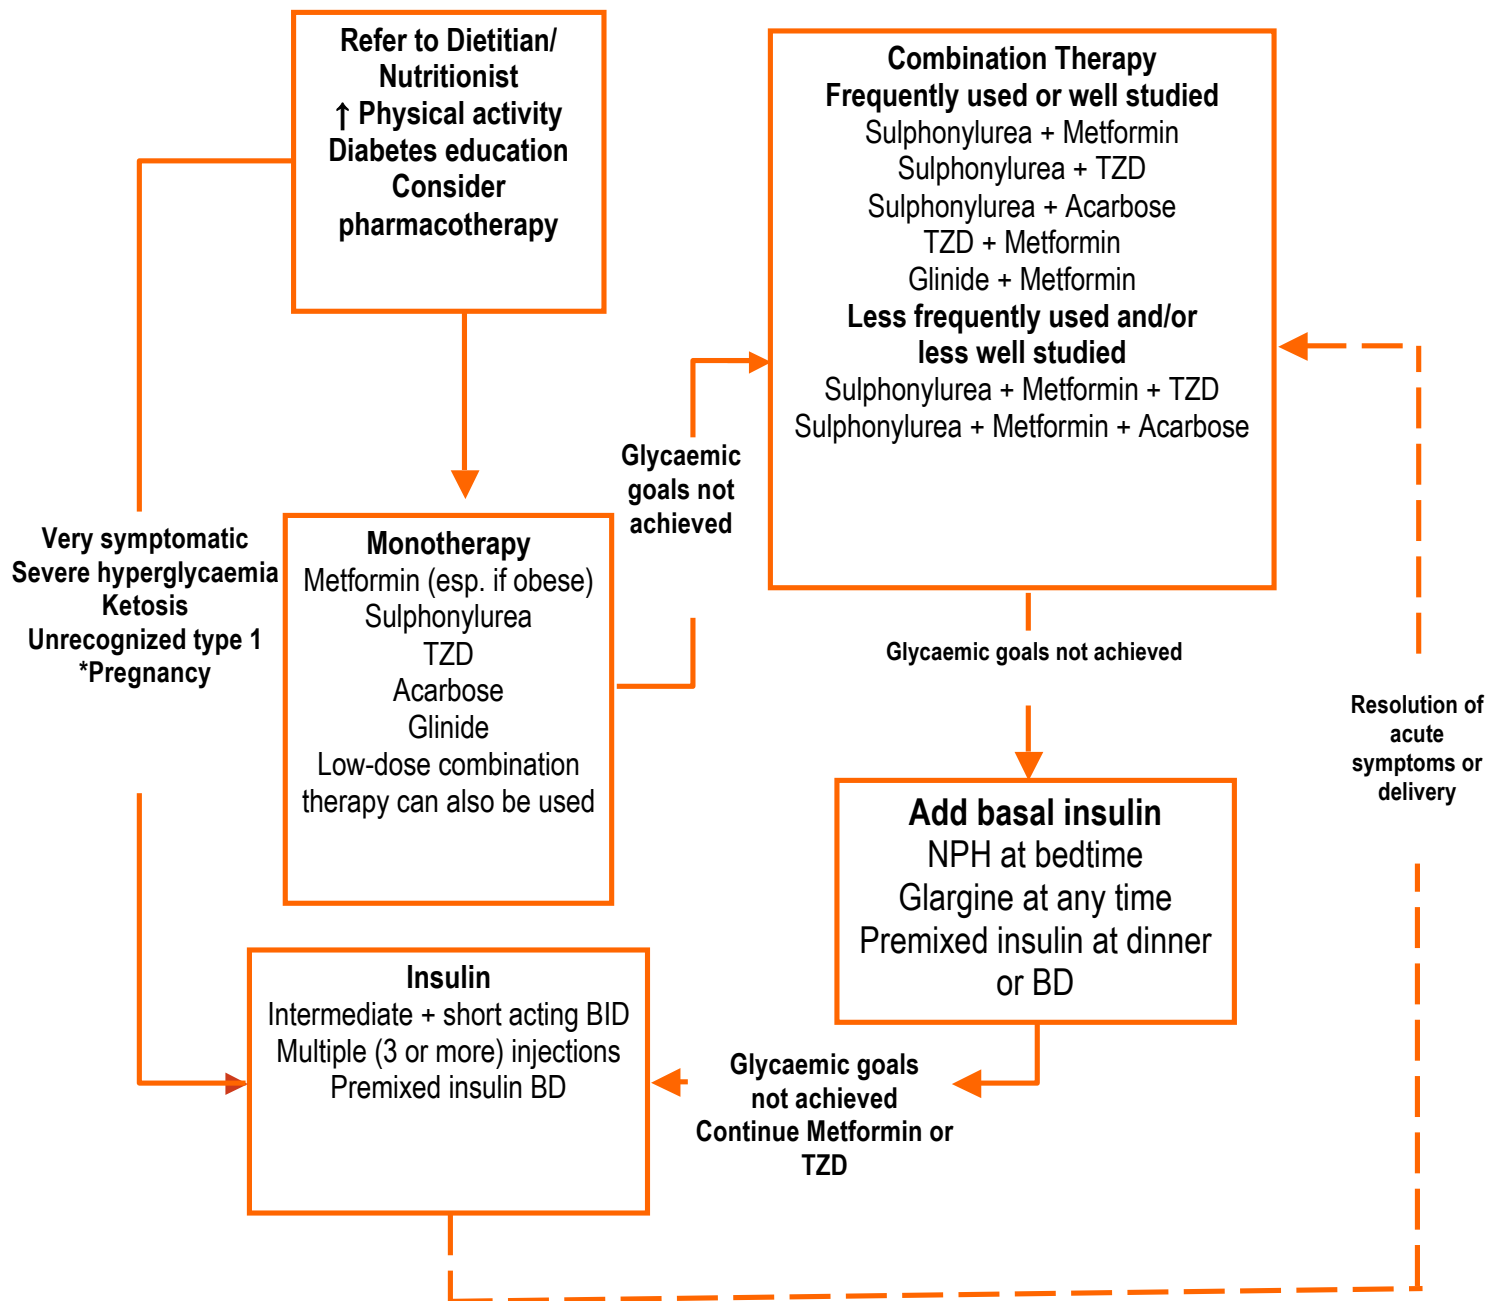 Refer to Dietitian/
Nutritionist
↑ Physical activity
Diabetes education
Consider
pharmacotherapy
Combination Therapy
Frequently used or well studied
Sulphonylurea + Metformin
Sulphonylurea + TZD
Sulphonylurea + Acarbose
TZD + Metformin
Glinide + Metformin
Less frequently used and/or
less well studied
Sulphonylurea + Metformin + TZD
Sulphonylurea + Metformin + Acarbose
Glycaemic
goals not
achieved
Very symptomatic
Severe hyperglycaemia
Ketosis
Unrecognized type 1
*Pregnancy
Monotherapy
Metformin (esp. if obese)
Sulphonylurea
TZD
Acarbose
Glinide
Low-dose combination
therapy can also be used
Glycaemic goals not achieved
Resolution of
acute
symptoms or
delivery
Add basal insulin
NPH at bedtime
Glargine at any time
Premixed insulin at dinner
or BD
Insulin
Intermediate + short acting BID
Multiple (3 or more) injections
Premixed insulin BD
Glycaemic goals
not achieved
Continue Metformin or
TZD